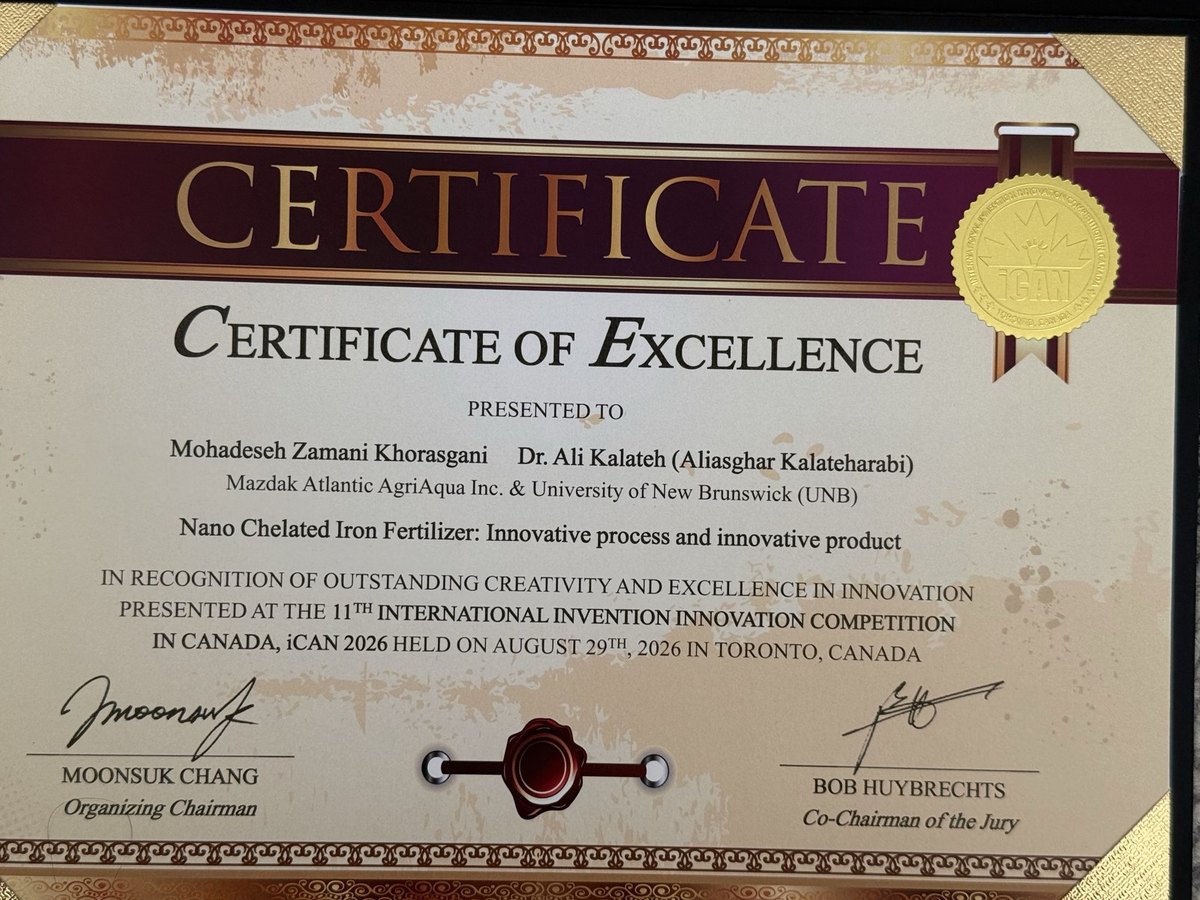 CERTIFICATE
iCAN
TORONTO, CANADA
CERTIFICATE OF EXCELLENCE
PRESENTED TO
Mohadeseh Zamani Khorasgani Dr. Ali Kalateh (Aliasghar Kalateharabi)
Mazdak Atlantic AgriAqua Inc. & University of New Brunswick (UNB)
Nano Chelated Iron Fertilizer: Innovative process and innovative product
IN RECOGNITION OF OUTSTANDING CREATIVITY AND EXCELLENCE IN INNOVATION
PRESENTED AT THE 11TH INTERNATIONAL INVENTION INNOVATION COMPETITION
IN CANADA, iCAN 2026 HELD ON AUGUST 29TH, 2026 IN TORONTO, CANADA
MOONSUK CHANG
Organizing Chairman
BOB HUYBRECHTS
Co-Chairman of the Jury